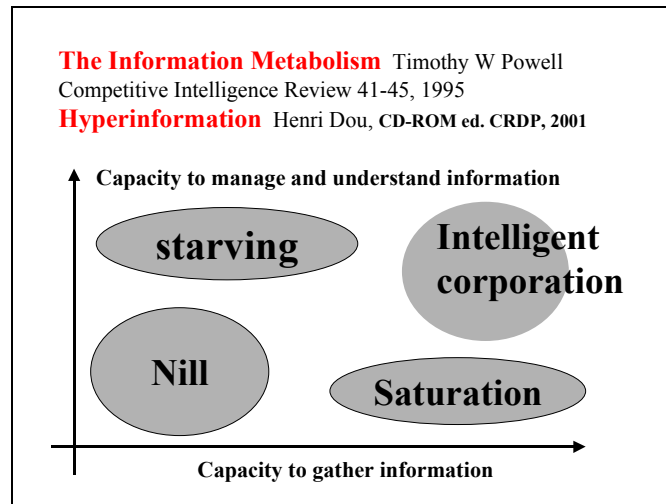 The Information Metabolism Timothy W Powell
Competitive Intelligence Review 41-45, 1995
Hyperinformation Henri Dou, CD-ROM ed. CRDP, 2001
Capacity to manage and understand information
starving
Intelligent
corporation
Nill
Saturation
Capacity to gather information